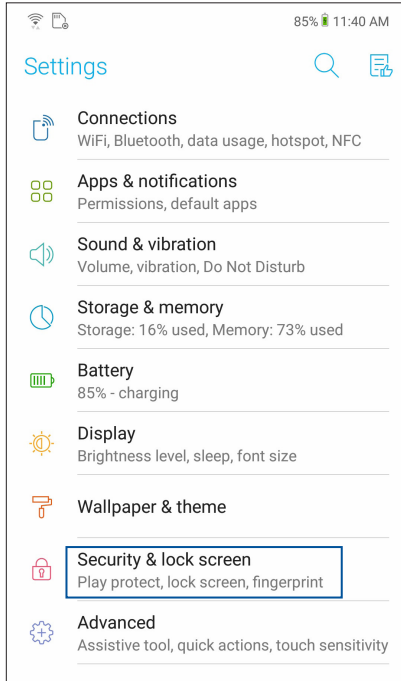 85% 11:40 AM
Settings
Connections
WiFi, Bluetooth, data usage, hotspot, NFC
Apps & notifications
Permissions, default apps
Sound & vibration
Volume, vibration, Do Not Disturb
Storage & memory
Storage: 16% used, Memory: 73% used
Battery
85% - charging
Display
Brightness level, sleep, font size
Wallpaper & theme
Security & lock screen
Play protect, lock screen, fingerprint
Advanced
Assistive tool, quick actions, touch sensitivity